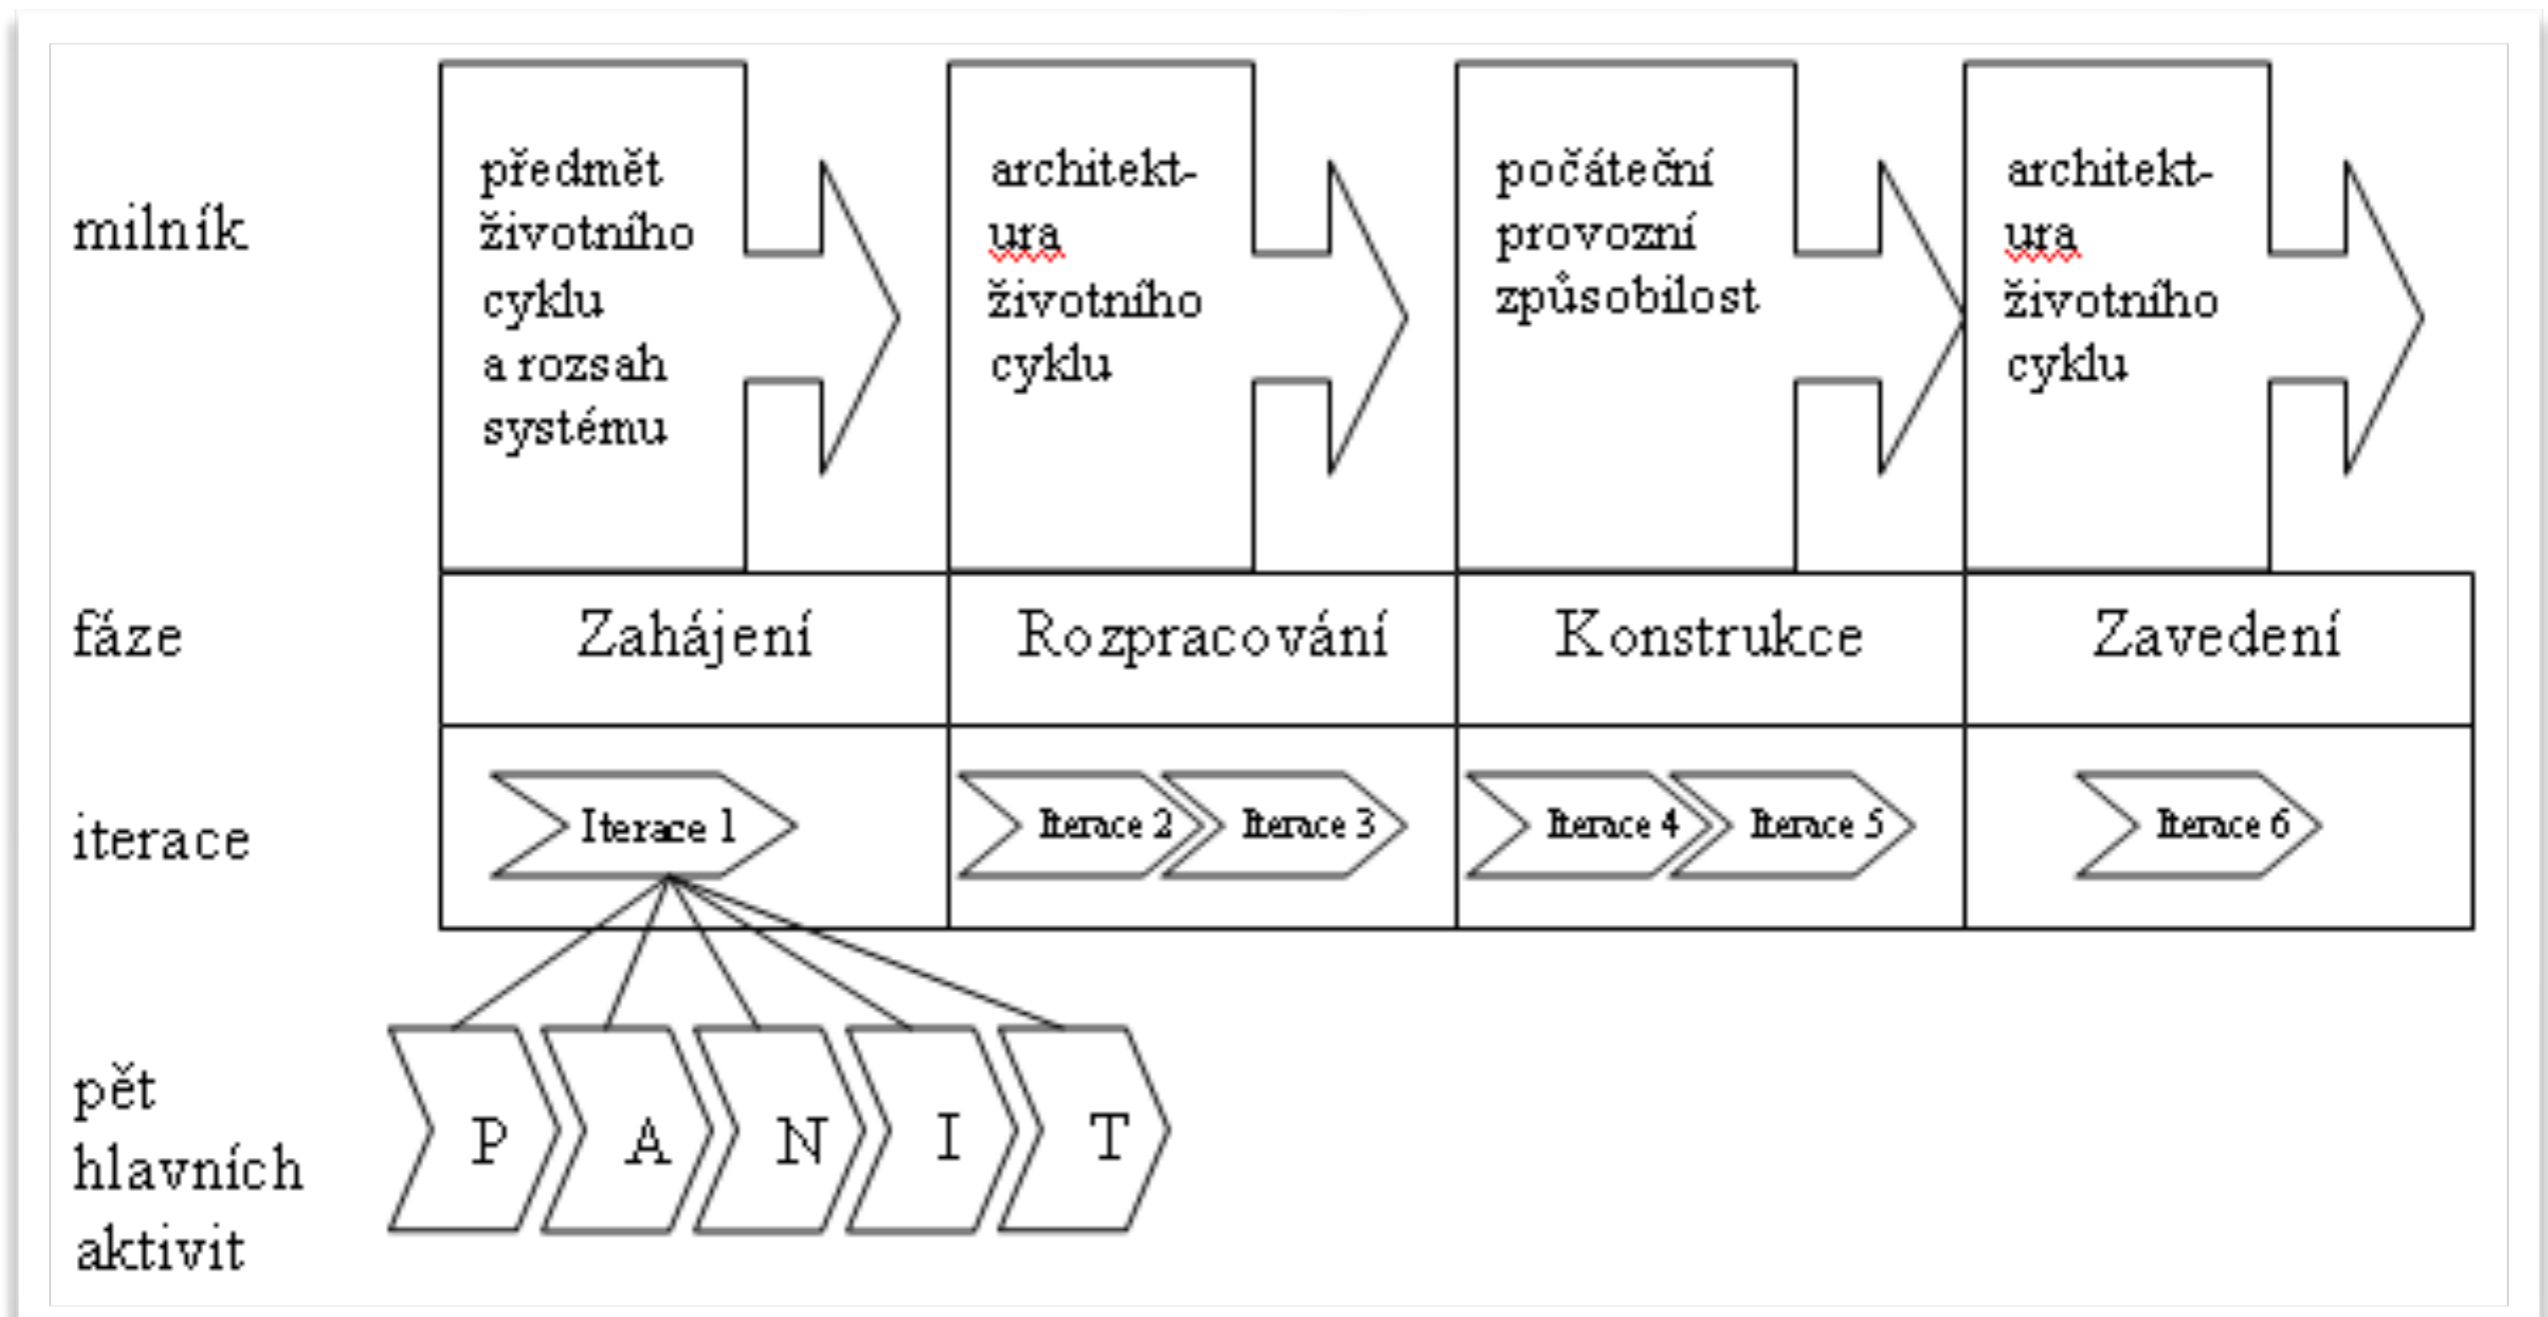 milník
předmět
životního
cyklu
a rozsah
systému
architekt-
ura
životního
cyklu
počáteční
provozní
způsobilost
architekt-
ura
životního
cyklu
fáze
Zahájení
Rozpracování
Konstrukce
Zavedení
iterace
Iterace 1
Iterace 2
Iterace 3
Iterace 4
Iterace 5
Iterace 6
pět
hlavních
aktivit
P
A
N
I
T